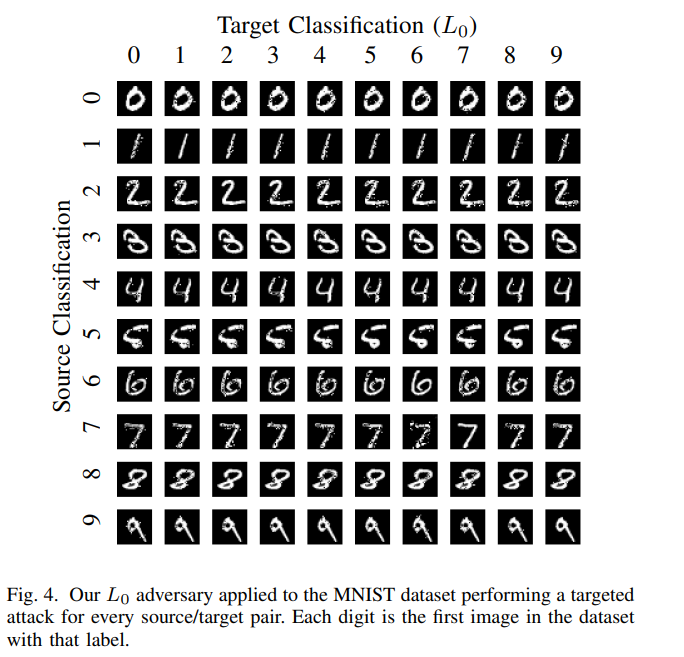 Target Classification (L0)
0 1 2 3 4 5 6 7 8 9
Source Classification
0
1
2
3
4
5
6
7
8
9
Fig. 4. Our L0 adversary applied to the MNIST dataset performing a targeted
attack for every source/target pair. Each digit is the first image in the dataset
with that label.